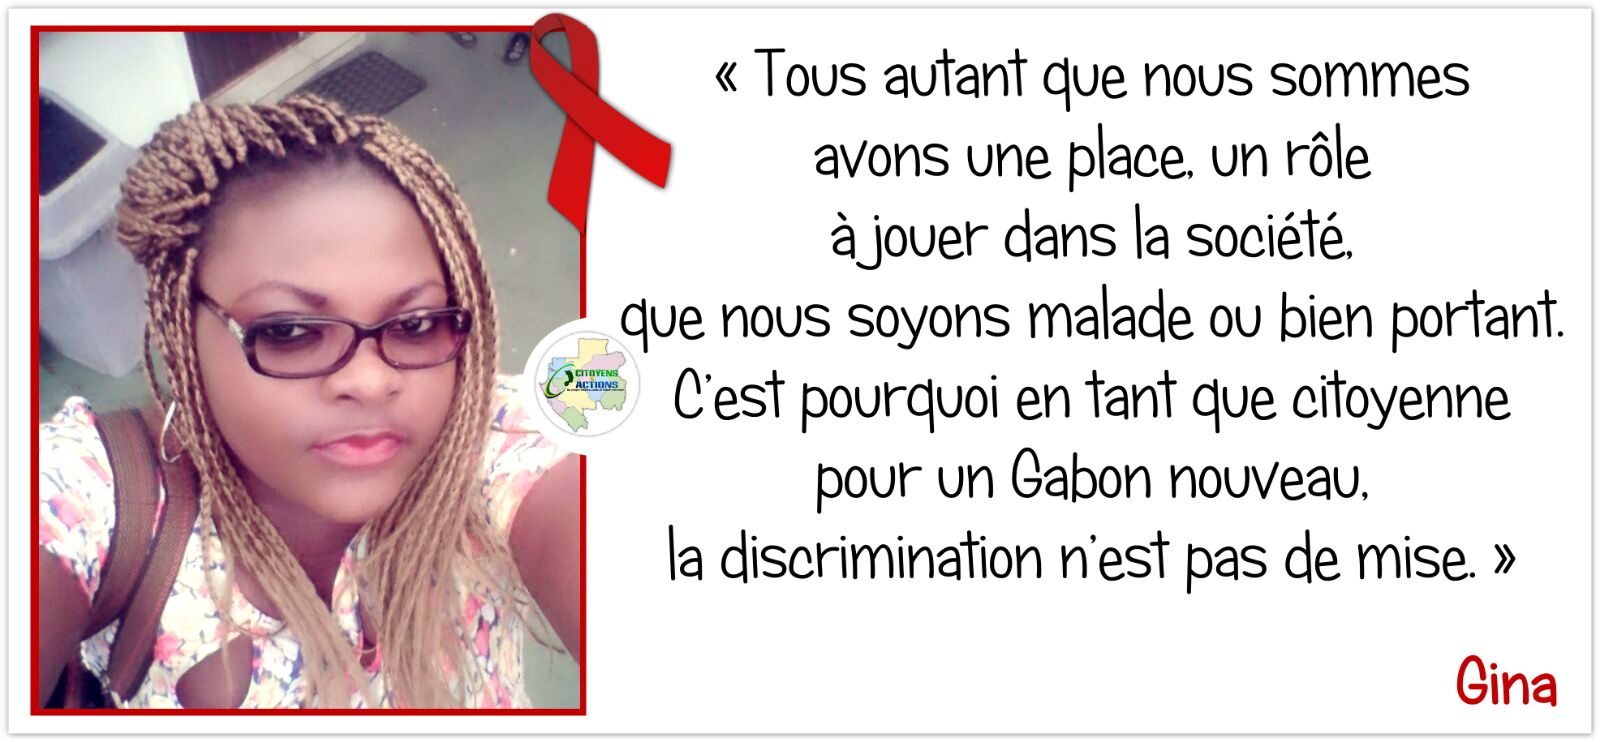 « Tous autant que nous sommes
avons une place, un rôle
à jouer dans la société,
que nous soyons malade ou bien portant.
C'est pourquoi en tant que citoyenne
pour un Gabon nouveau,
la discrimination n'est pas de mise. »
Gina
CITOYENS
ACTIONS